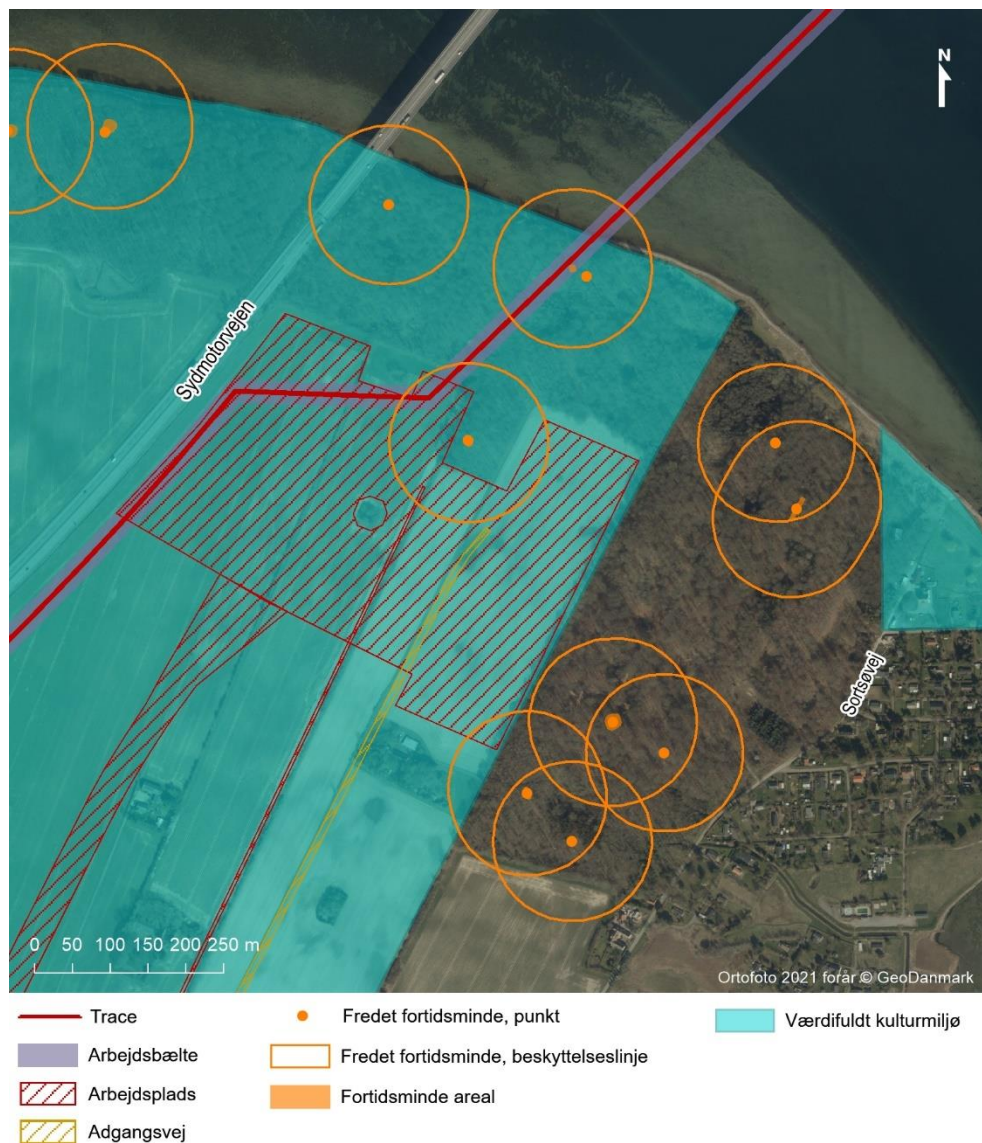 N
Sydmotorvejen
Sortsøvej
0 50 100 150 200 250 m
Ortofoto 2021 forår © GeoDanmark
Trace
Fredet fortidsminde, punkt
Værdifuldt kulturmiljø
Arbejdsbælte
Fredet fortidsminde, beskyttelseslinje
Arbejdsplads
Fortidsminde areal
Adgangsvej